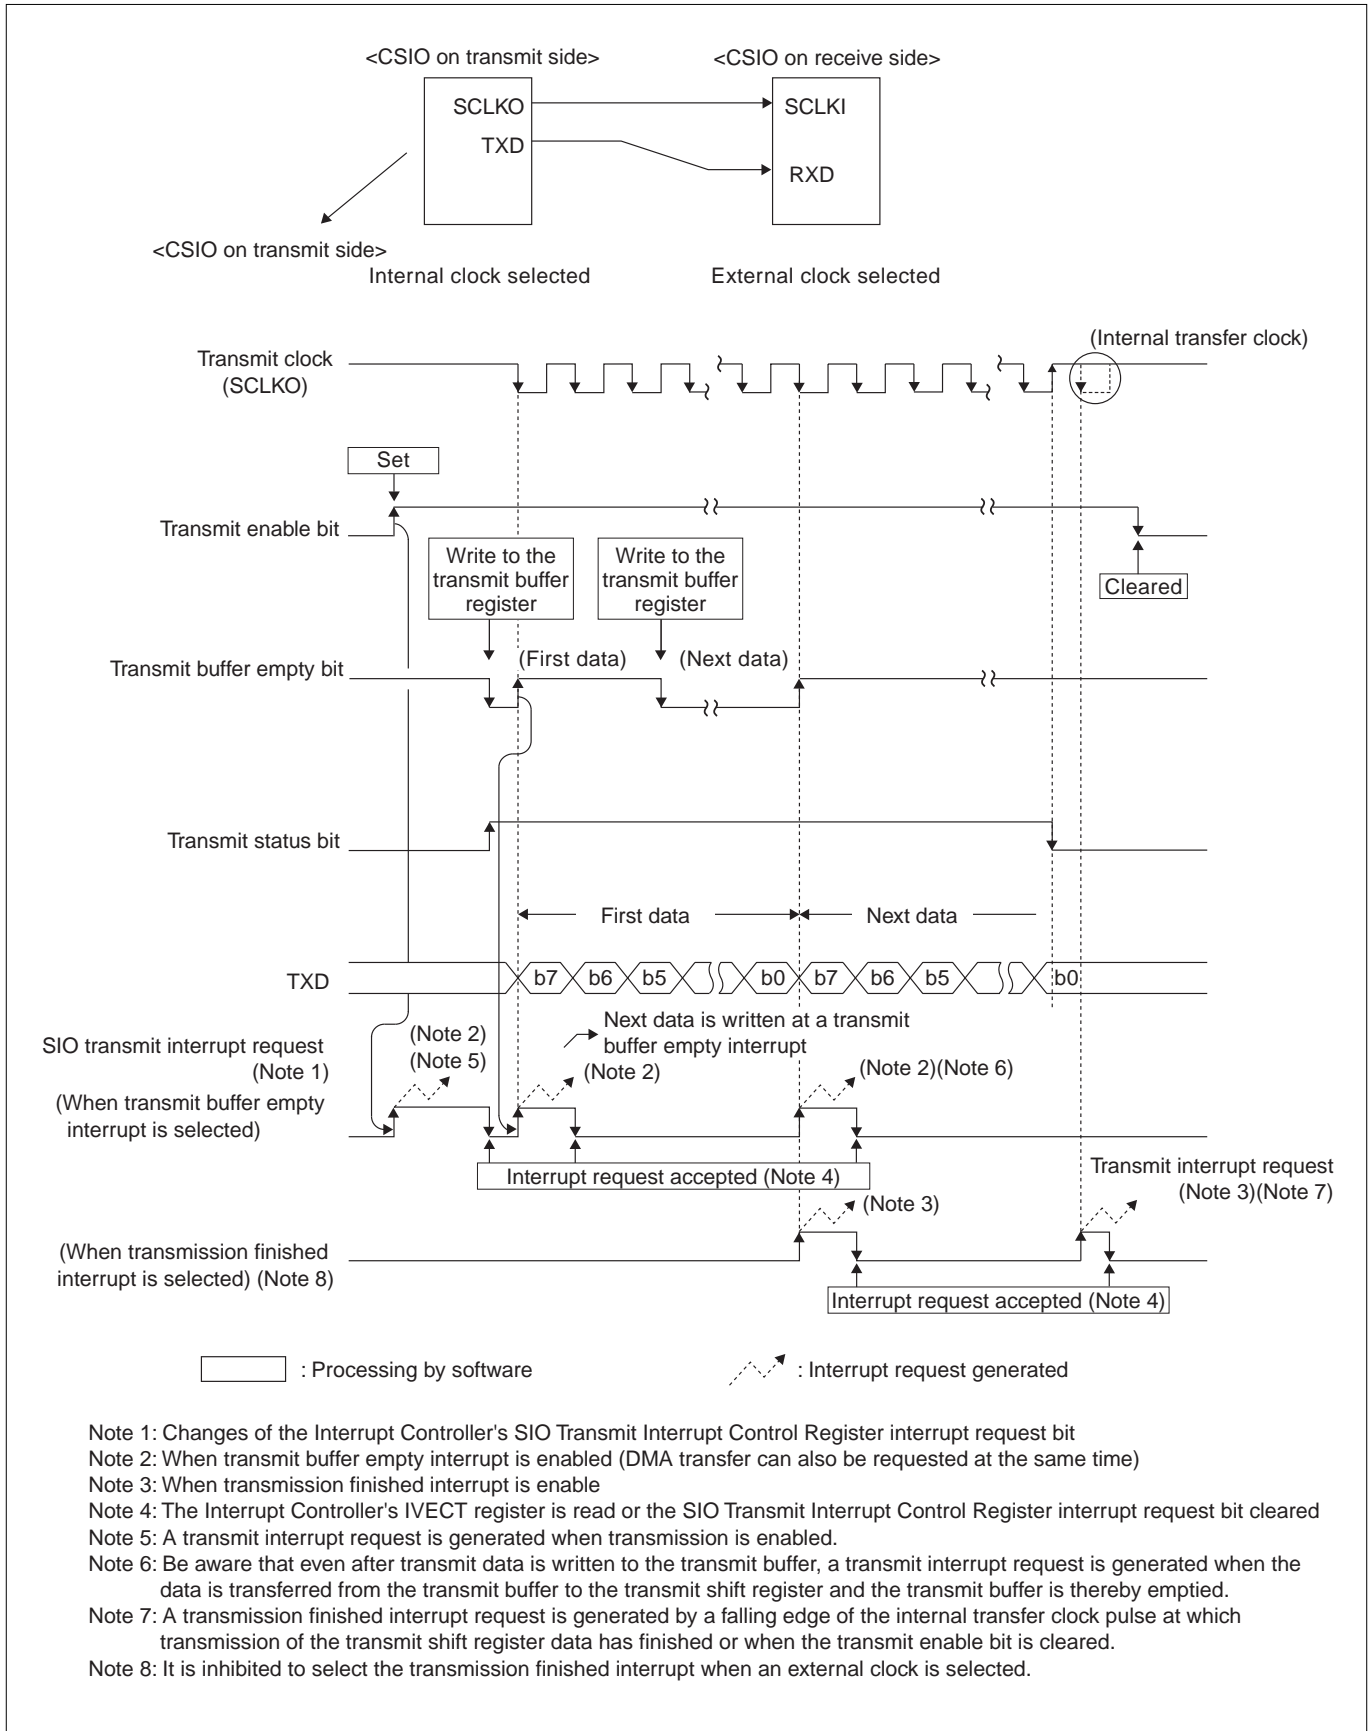 <CSIO on transmit side>
<CSIO on receive side>
SCLKO
SCLKI
TXD
RXD
<CSIO on transmit side>
Internal clock selected
External clock selected
(Internal transfer clock)
Transmit clock
(SCLKO)
Set
Transmit enable bit
Write to the
transmit buffer
register
Write to the
transmit buffer
register
Cleared
Transmit buffer empty bit
(First data)
(Next data)
Transmit status bit
First data
Next data
TXD
b7
b6
b5
b0
b7
b6
b5
b0
SIO transmit interrupt request
(Note 1)
(When transmit buffer empty
interrupt is selected)
(Note 2)
(Note 5)
Next data is written at a transmit
buffer empty interrupt
(Note 2)
(Note 2)(Note 6)
Interrupt request accepted (Note 4)
Transmit interrupt request
(Note 3)(Note 7)
(Note 3)
(When transmission finished
interrupt is selected) (Note 8)
Interrupt request accepted (Note 4)
: Processing by software
: Interrupt request generated
Note 1: Changes of the Interrupt Controller's SIO Transmit Interrupt Control Register interrupt request bit
Note 2: When transmit buffer empty interrupt is enabled (DMA transfer can also be requested at the same time)
Note 3: When transmission finished interrupt is enable
Note 4: The Interrupt Controller's IVECT register is read or the SIO Transmit Interrupt Control Register interrupt request bit cleared
Note 5: A transmit interrupt request is generated when transmission is enabled.
Note 6: Be aware that even after transmit data is written to the transmit buffer, a transmit interrupt request is generated when the
data is transferred from the transmit buffer to the transmit shift register and the transmit buffer is thereby emptied.
Note 7: A transmission finished interrupt request is generated by a falling edge of the internal transfer clock pulse at which
transmission of the transmit shift register data has finished or when the transmit enable bit is cleared.
Note 8: It is inhibited to select the transmission finished interrupt when an external clock is selected.